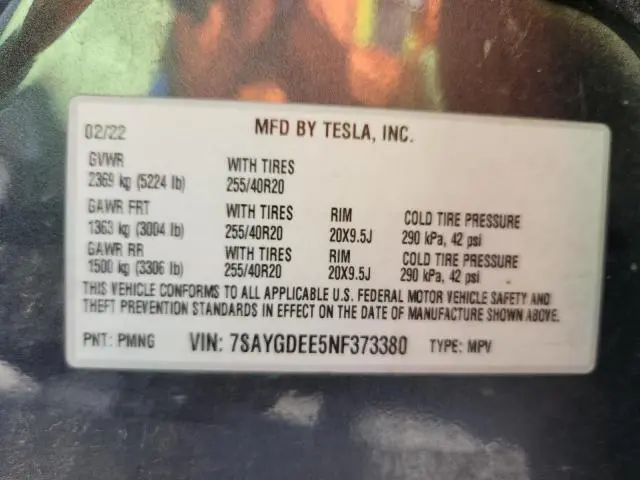 02/22 MFD BY TESLA, INC.
GVWR WITH TIRES
2369 kg (5224 lb) 255/40R20
GAWR FRT WITH TIRES RIM COLD TIRE PRESSURE
1363 kg (3004 lb) 255/40R20 20X9.5J 290 kPa, 42 psi
GAWR RR WITH TIRES RIM COLD TIRE PRESSURE
1500 kg (3306 lb) 255/40R20 20X9.5J 290 kPa, 42 psi
THIS VEHICLE CONFORMS TO ALL APPLICABLE U.S. FEDERAL MOTOR VEHICLE SAFETY AND
THEFT PREVENTION STANDARDS IN EFFECT ON THE DATE OF MANUFACTURE SHOWN ABOVE.
PNT: PMNG VIN: 7SAYGDEE5NF373380 TYPE: MPV